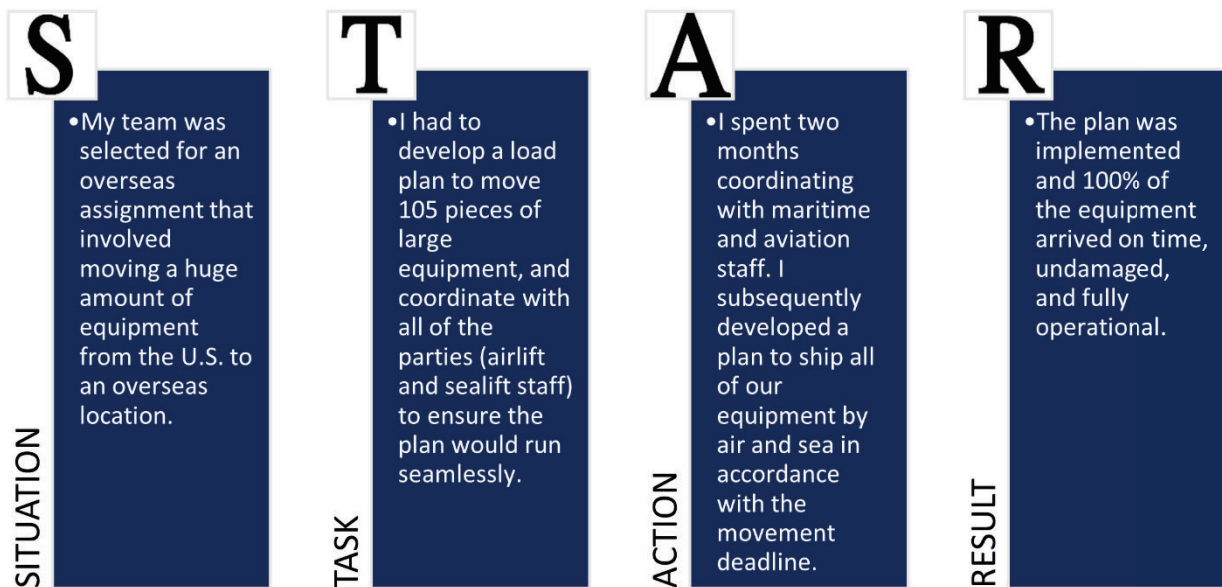 S
SITUATION
•My team was
selected for an
overseas
assignment that
involved
moving a huge
amount of
equipment
from the U.S. to
an overseas
location.
T
TASK
•I had to
develop a load
plan to move
105 pieces of
large
equipment, and
coordinate with
all of the
parties (airlift
and sealift staff)
to ensure the
plan would run
seamlessly.
A
ACTION
•I spent two
months
coordinating
with maritime
and aviation
staff. I
subsequently
developed a
plan to ship all
of our
equipment by
air and sea in
accordance
with the
movement
deadline.
R
RESULT
•The plan was
implemented
and 100% of
the equipment
arrived on time,
undamaged,
and fully
operational.